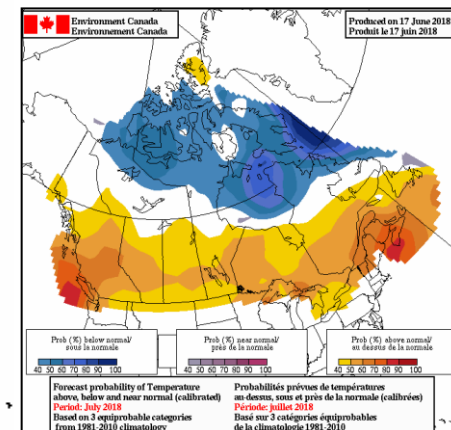 Environment Canada
Environnement Canada
Produced on 17 June 2018
Produit le 17 juin 2018
Prob (%) below normal/
sous la normale
40 50 60 70 80 90 100
Prob (%) near normal/
près de la normale
40 50 60 70 80 90 100
Prob (%) above normal/
au dessus de la normale
40 50 60 70 80 90 100
Forecast probability of Temperature
above, below and near normal (calibrated)
Period: July 2018
Based on 3 equiprobable categories
from 1981-2010 climatology
Probabilités prévues de températures
au-dessus, sous et près de la normale (calibrées)
Période: juillet 2018
Basé sur 3 catégories équiprobables
de la climatologie 1981-2010